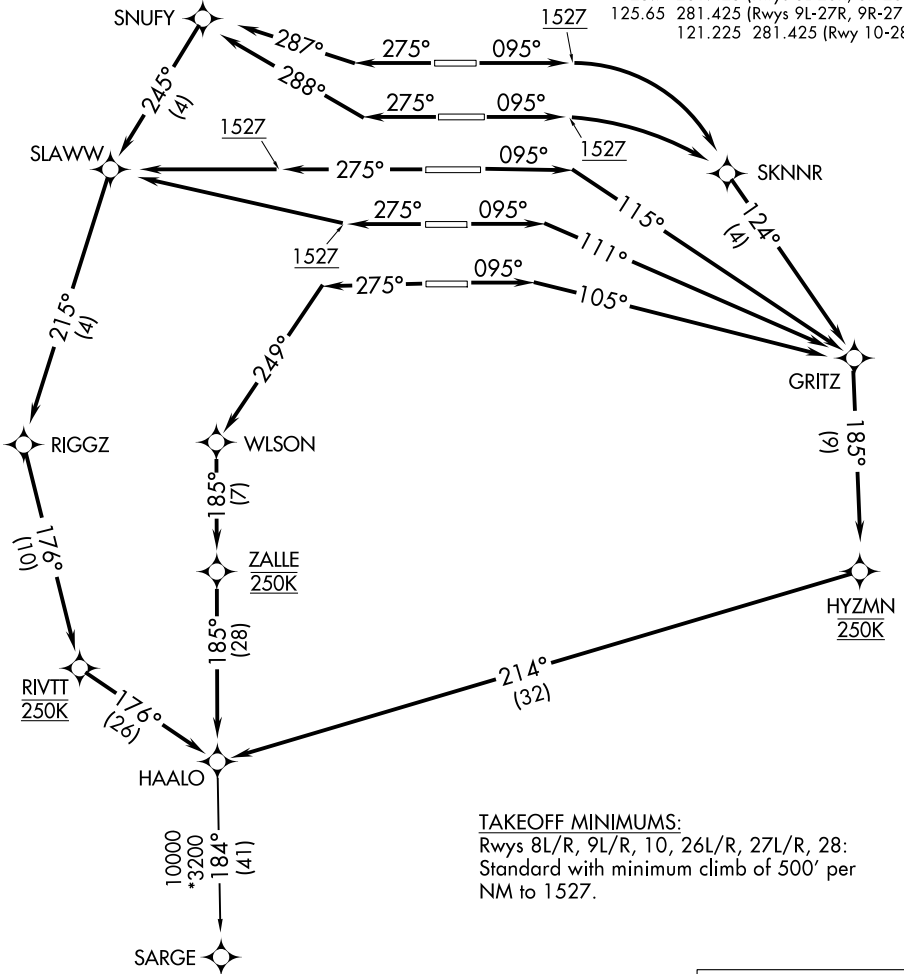 125.65 281.425 (Rwys 9L-27R, 9R-27
121.225 281.425 (Rwy 10-28
SNUFY
1527
287°
275°
095°
288°
275°
095°
245°
(4)
1527
1527
SLAWW
275°
095°
SKNNR
115°
124°
(4)
275°
095°
1527
111°
275°
095°
105°
215°
(4)
249°
GRITZ
RIGGZ
WLSON
185°
(9)
185°
(7)
176°
(10)
ZALLE
250K
HYZMN
250K
185°
(28)
214°
(32)
RIVTT
250K
176°
(26)
HAALO
10000
*3200
184°
(41)
TAKEOFF MINIMUMS:
Rwys 8L/R, 9L/R, 10, 26L/R, 27L/R, 28:
Standard with minimum climb of 500' per
NM to 1527.
SARGE